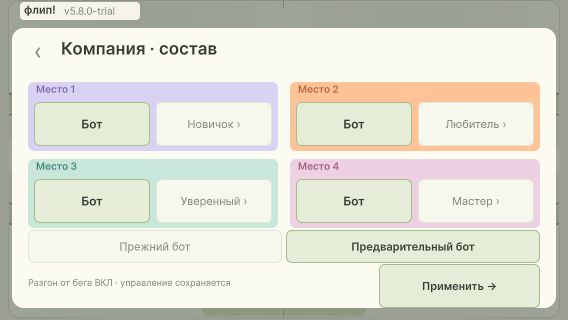 флип! v5.8.0-trial
‹ Компания · состав
Место 1
Бот Новичок ›
Место 2
Бот Любитель ›
Место 3
Бот Уверенный ›
Место 4
Бот Мастер ›
Прежний бот Предварительный бот
Разгон от бега ВКЛ · управление сохраняется
Применить →